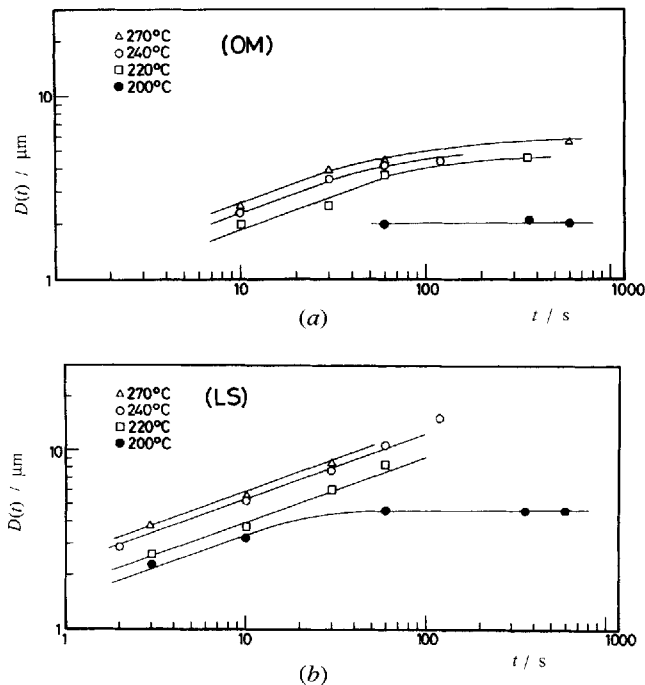 △ 270°C
○ 240°C
□ 220°C
● 200°C
(OM)
10
1
D(t) / μm
1
10
100
1000
(a)
t / s
△ 270°C
○ 240°C
□ 220°C
● 200°C
(LS)
10
1
D(t) / μm
1
10
100
1000
(b)
t / s